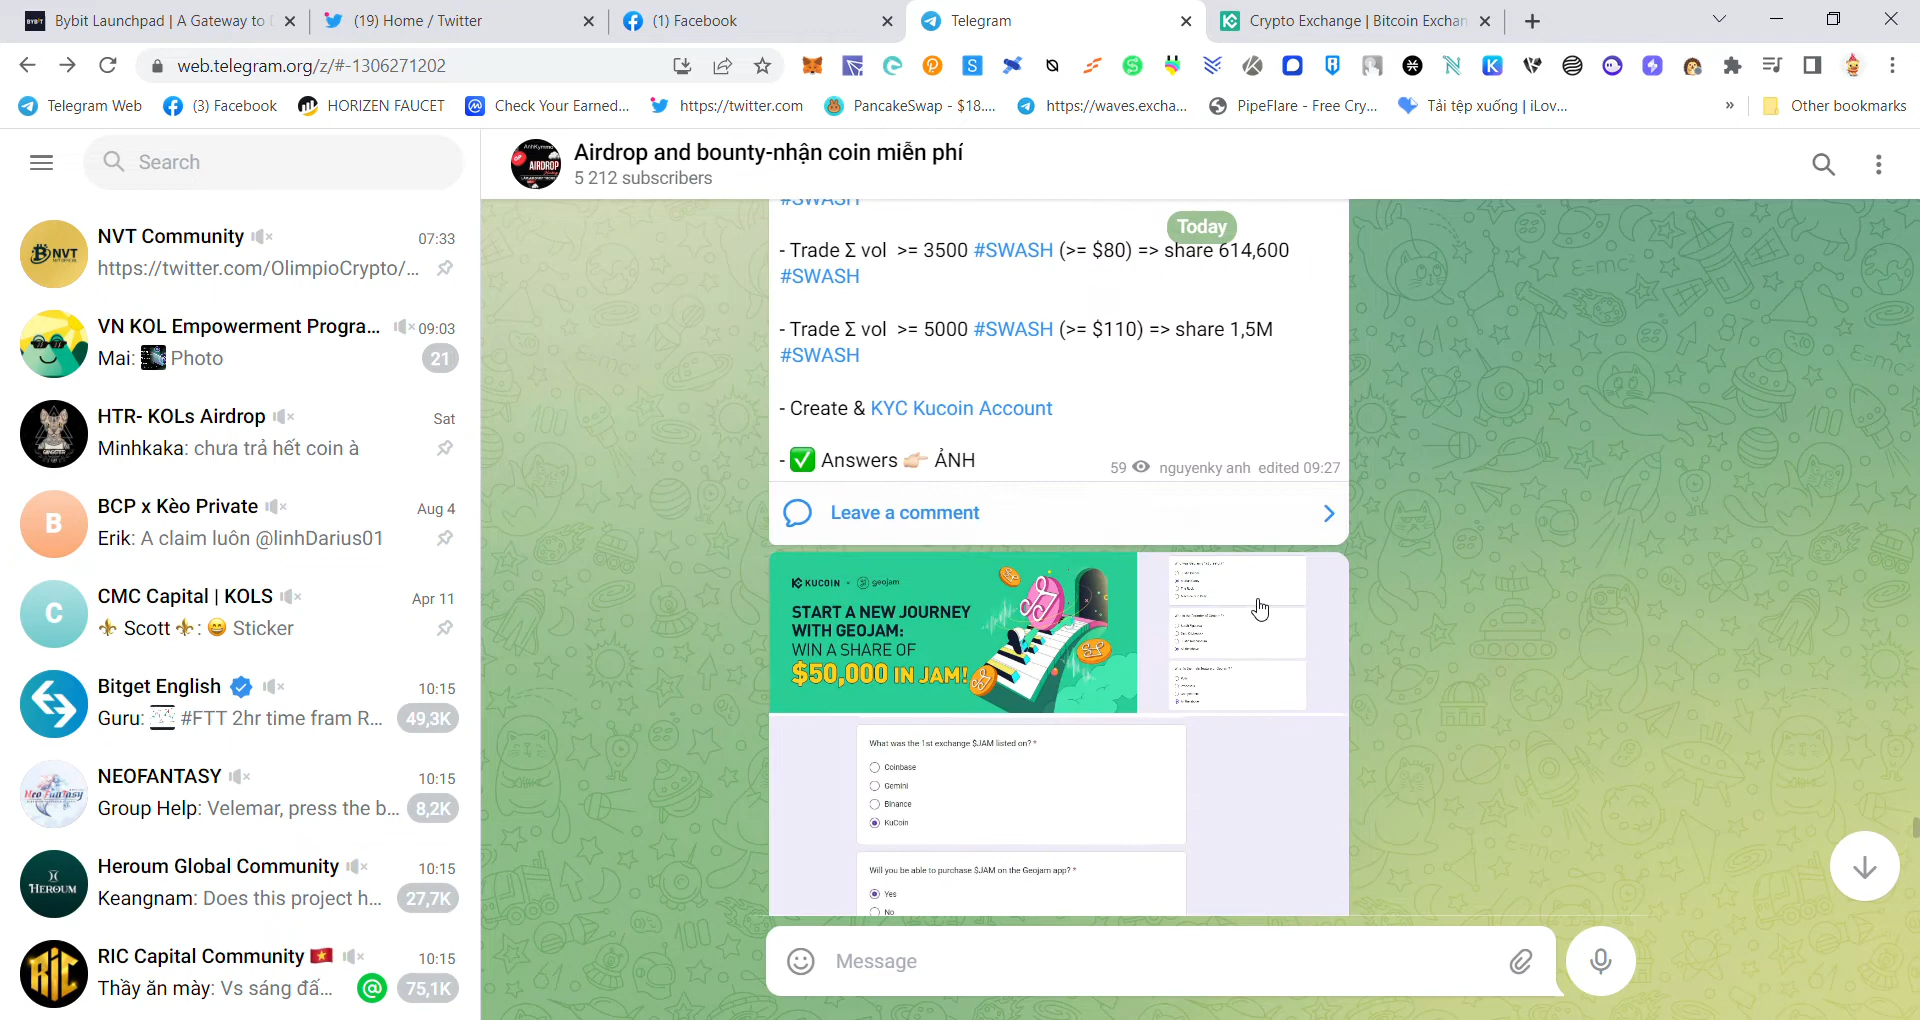 Bybit Launchpad | A Gateway to D
(19) Home / Twitter
(1) Facebook
Telegram
Crypto Exchange | Bitcoin Exchan
web.telegram.org/z/#-1306271202
Telegram Web
(3) Facebook
HORIZEN FAUCET
Check Your Earned...
https://twitter.com
PancakeSwap - $18....
https://waves.excha...
PipeFlare - Free Cry...
Tải tệp xuống | iLov...
»
Other bookmarks
Search
Airdrop and bounty-nhận coin miễn phí
5 212 subscribers
NVT Community
07:33
https://twitter.com/OlimpioCrypto/...
VN KOL Empowerment Progra...
09:03
Mai: Photo
21
HTR- KOLs Airdrop
Sat
Minhkaka: chưa trả hết coin à
BCP x Kèo Private
Aug 4
Erik: A claim luôn @linhDarius01
CMC Capital | KOLS
Apr 11
⚜ Scott ⚜: 😄 Sticker
Bitget English
10:15
Guru: #FTT 2hr time fram R...
49,3K
NEOFANTASY
10:15
Group Help: Velemar, press the b...
8,2K
Heroum Global Community
10:15
Keangnam: Does this project h...
27,7K
RIC Capital Community 🇻🇳
10:15
Thầy ăn mày: Vs sáng đấ...
@
75,1K
#SWASH
Today
- Trade Σ vol >= 3500 #SWASH (>= $80) => share 614,600
#SWASH
- Trade Σ vol >= 5000 #SWASH (>= $110) => share 1,5M
#SWASH
- Create & KYC Kucoin Account
- ✅ Answers 👉🏻 ẢNH
59 nguyenky anh edited 09:27
Leave a comment
KUCOIN · geojam
START A NEW JOURNEY
WITH GEOJAM:
WIN A SHARE OF
$50,000 IN JAM!
What was the 1st exchange $JAM listed on? *
Coinbase
Gemini
Binance
KuCoin
Will you be able to purchase $JAM on the Geojam app? *
Yes
No
Message